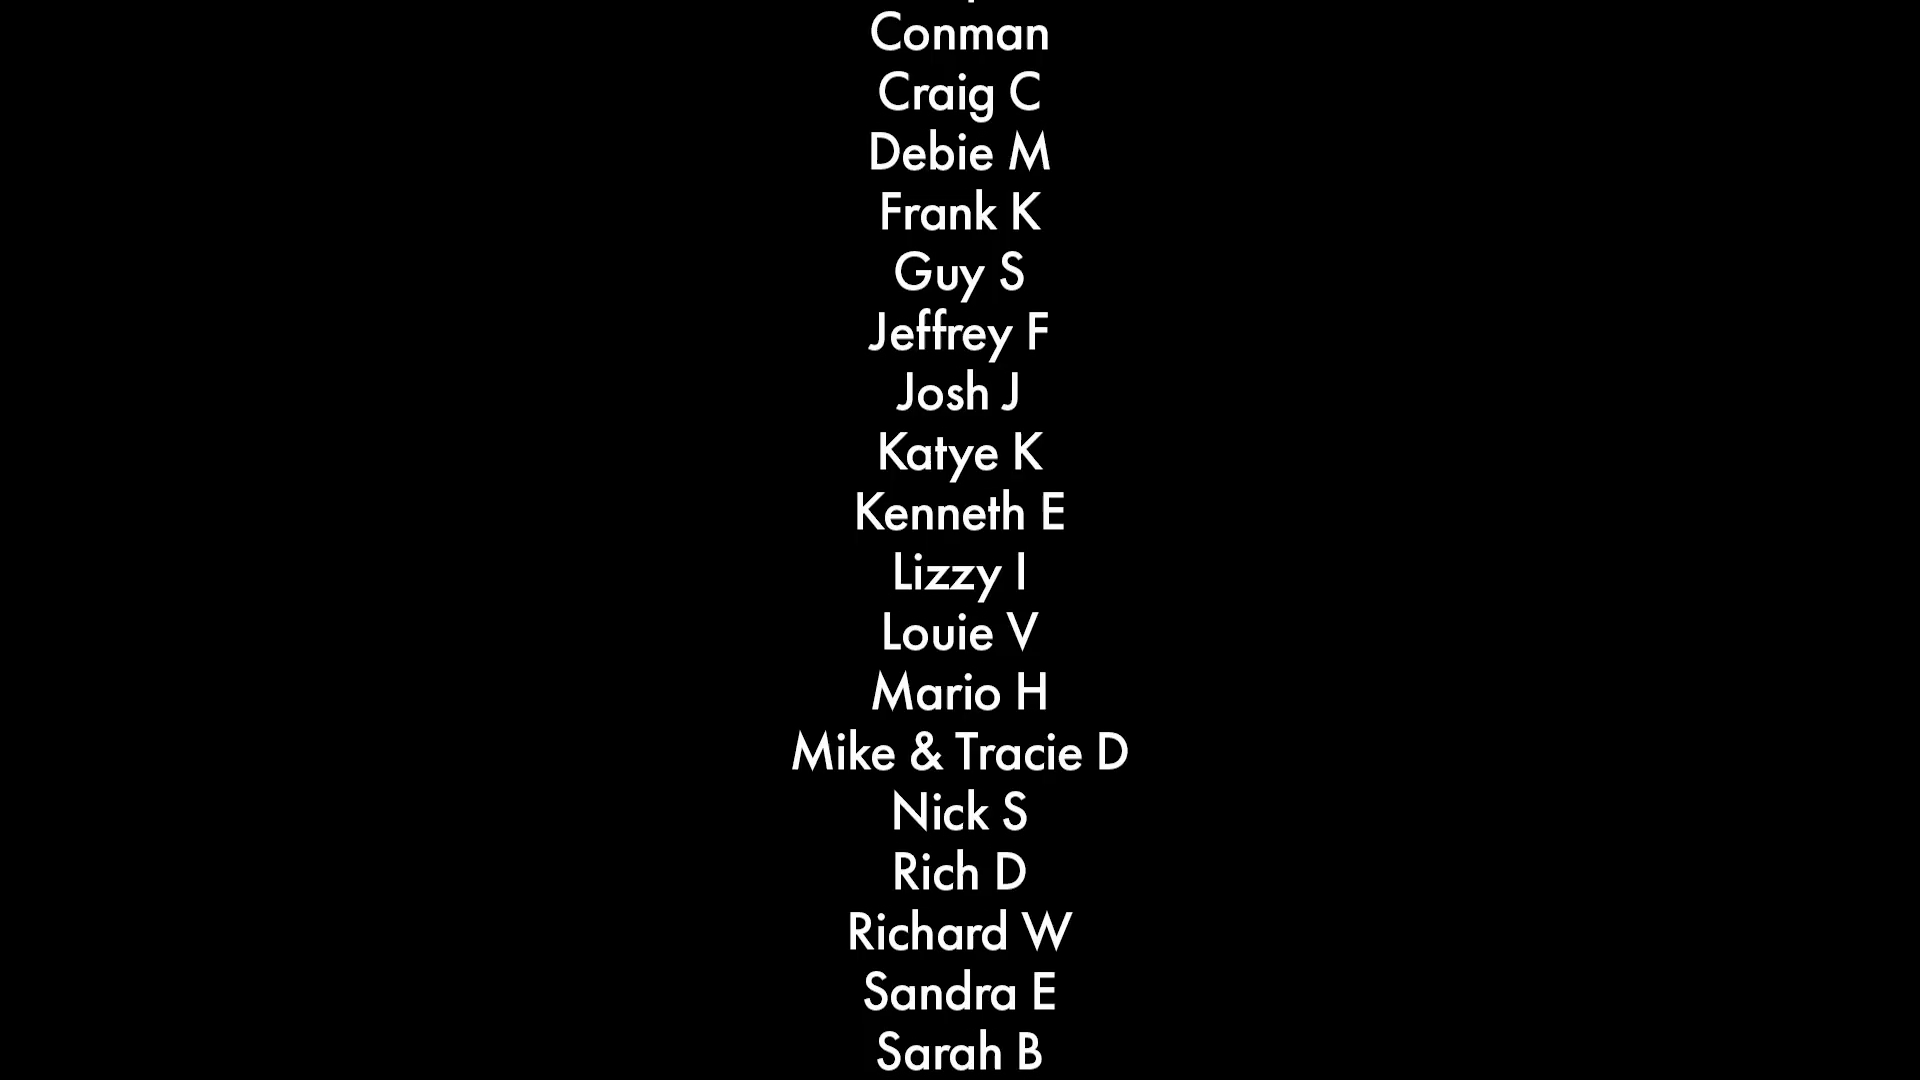 Conman
Craig C
Debie M
Frank K
Guy S
Jeffrey F
Josh J
Katye K
Kenneth E
Lizzy I
Louie V
Mario H
Mike & Tracie D
Nick S
Rich D
Richard W
Sandra E
Sarah B